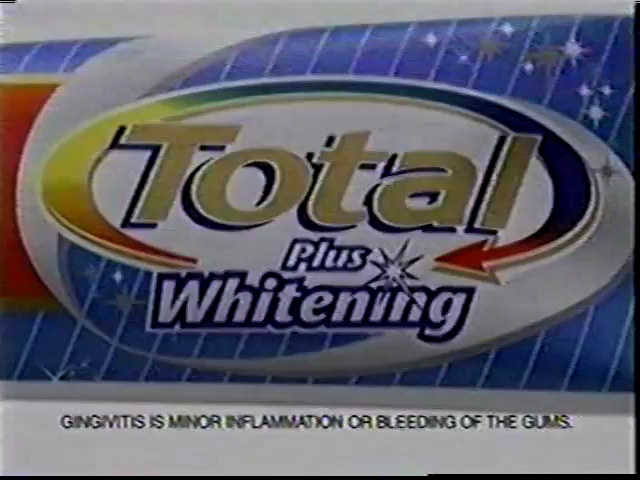 Total
Plus
Whitening
GINGIVITIS IS MINOR INFLAMMATION OR BLEEDING OF THE GUMS.